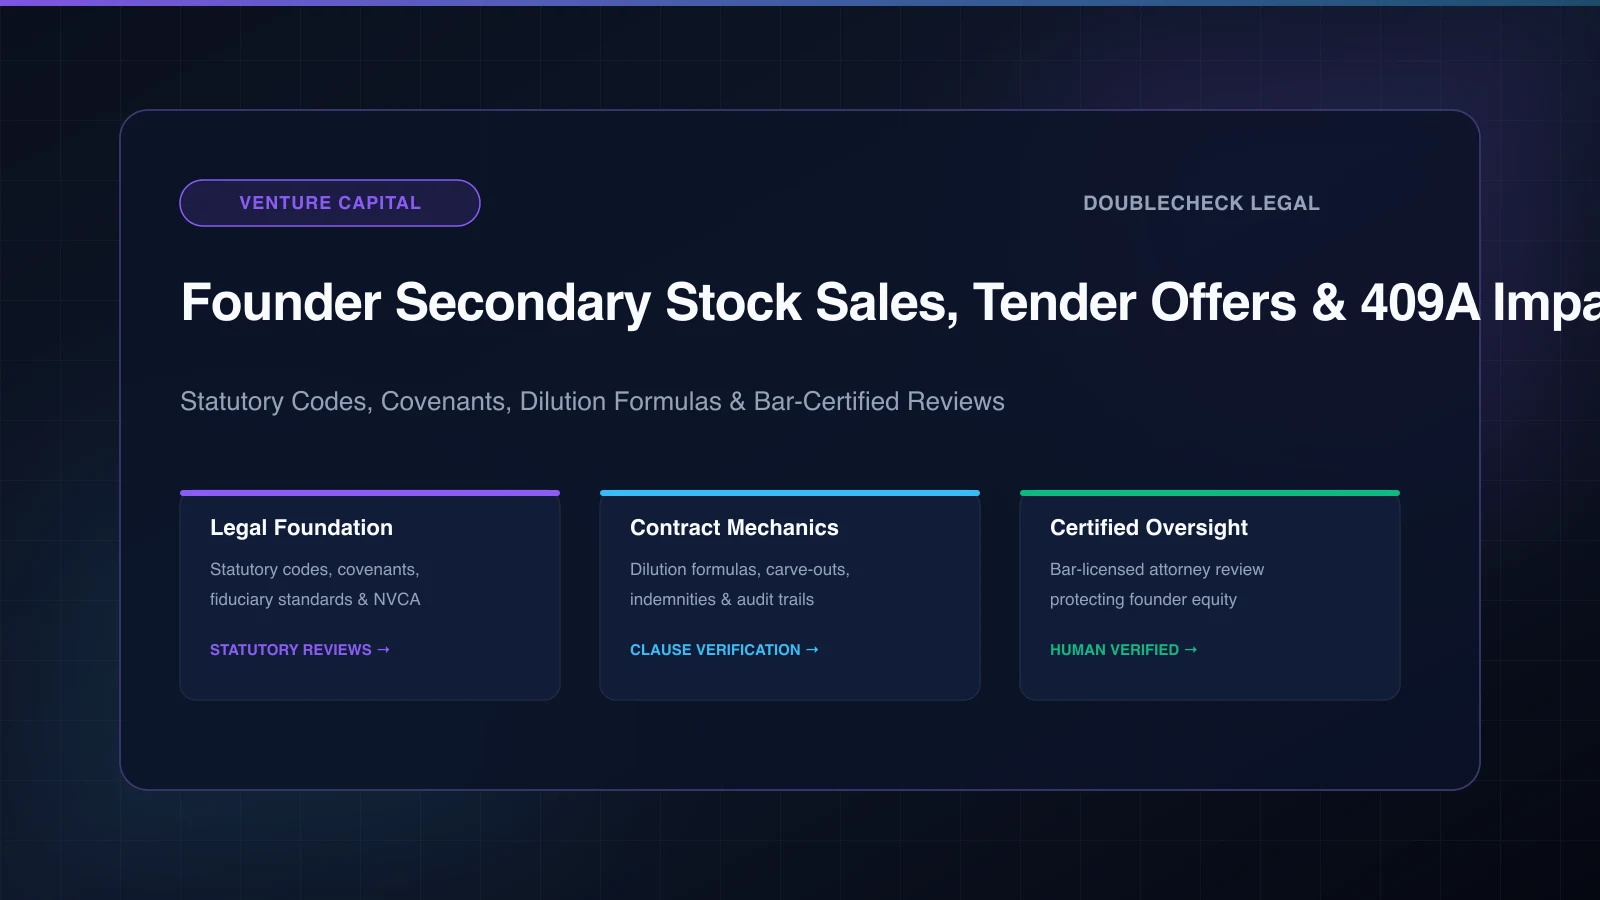 VENTURE CAPITAL
DOUBLECHECK LEGAL
Founder Secondary Stock Sales, Tender Offers & 409A Impa
Statutory Codes, Covenants, Dilution Formulas & Bar-Certified Reviews
Legal Foundation
Statutory codes, covenants,
fiduciary standards & NVCA
STATUTORY REVIEWS →
Contract Mechanics
Dilution formulas, carve-outs,
indemnities & audit trails
CLAUSE VERIFICATION →
Certified Oversight
Bar-licensed attorney review
protecting founder equity
HUMAN VERIFIED →